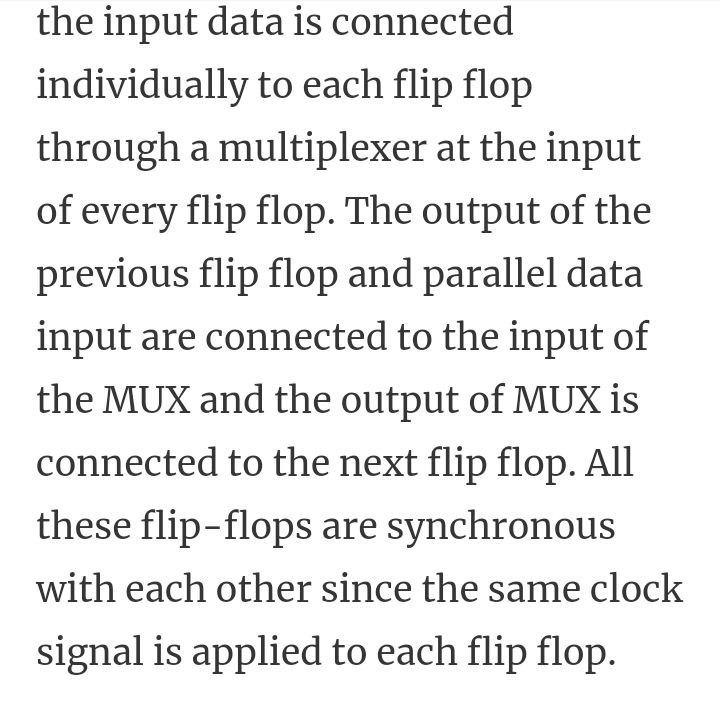 the input data is connected
individually to each flip flop
through a multiplexer at the input
of every flip flop. The output of the
previous flip flop and parallel data
input are connected to the input of
the MUX and the output of MUX is
connected to the next flip flop. All
these flip-flops are synchronous
with each other since the same clock
signal is applied to each flip flop.